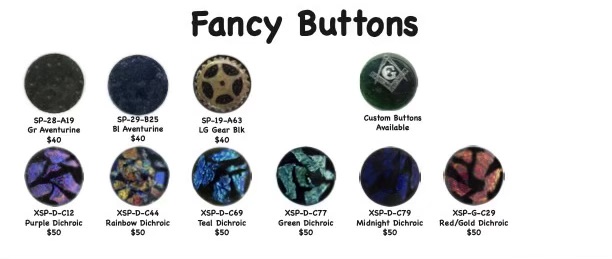 Fancy Buttons
SP-28-A19
Gr Aventurine
$40
SP-29-B25
Bl Aventurine
$40
SP-19-A63
LG Gear Blk
$40
G
Custom Buttons
Available
XSP-D-C12
Purple Dichroic
$50
XSP-D-C44
Rainbow Dichroic
$50
XSP-D-C69
Teal Dichroic
$50
XSP-D-C77
Green Dichroic
$50
XSP-D-C79
Midnight Dichroic
$50
XSP-G-C29
Red/Gold Dichroic
$50